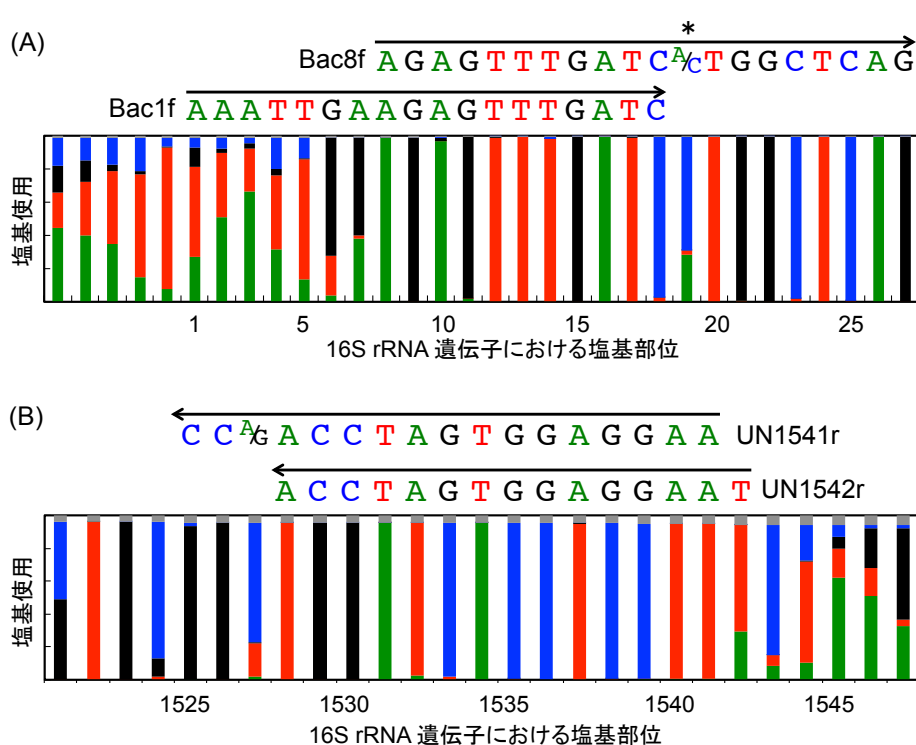 (A)
*
Bac8f AGAGTTTGATCA/CTGGCTCAG
Bac1f AAATTGAAGAGTTTGATC
塩基使用
1 5 10 15 20 25
16S rRNA 遺伝子における塩基部位
(B)
CCA/GACCTAGTGGAGGAA UN1541r
ACCTAGTGGAGGAAT UN1542r
塩基使用
1525 1530 1535 1540 1545
16S rRNA 遺伝子における塩基部位